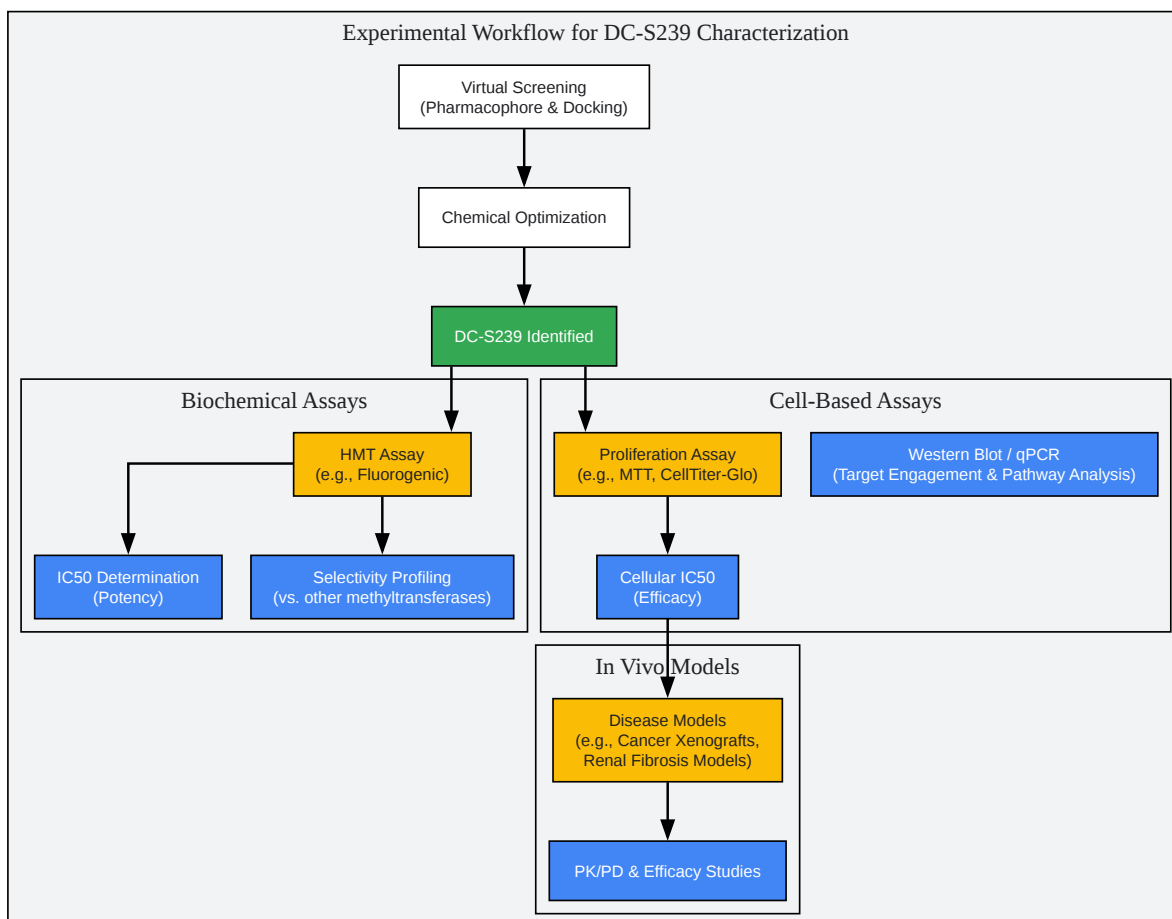 Experimental Workflow for DC-S239 Characterization
Virtual Screening
(Pharmacophore & Docking)
Chemical Optimization
DC-S239 Identified
Biochemical Assays
HMT Assay
(e.g., Fluorogenic)
IC50 Determination
(Potency)
Selectivity Profiling
(vs. other methyltransferases)
Cell-Based Assays
Proliferation Assay
(e.g., MTT, CellTiter-Glo)
Western Blot / qPCR
(Target Engagement & Pathway Analysis)
Cellular IC50
(Efficacy)
In Vivo Models
Disease Models
(e.g., Cancer Xenografts,
Renal Fibrosis Models)
PK/PD & Efficacy Studies